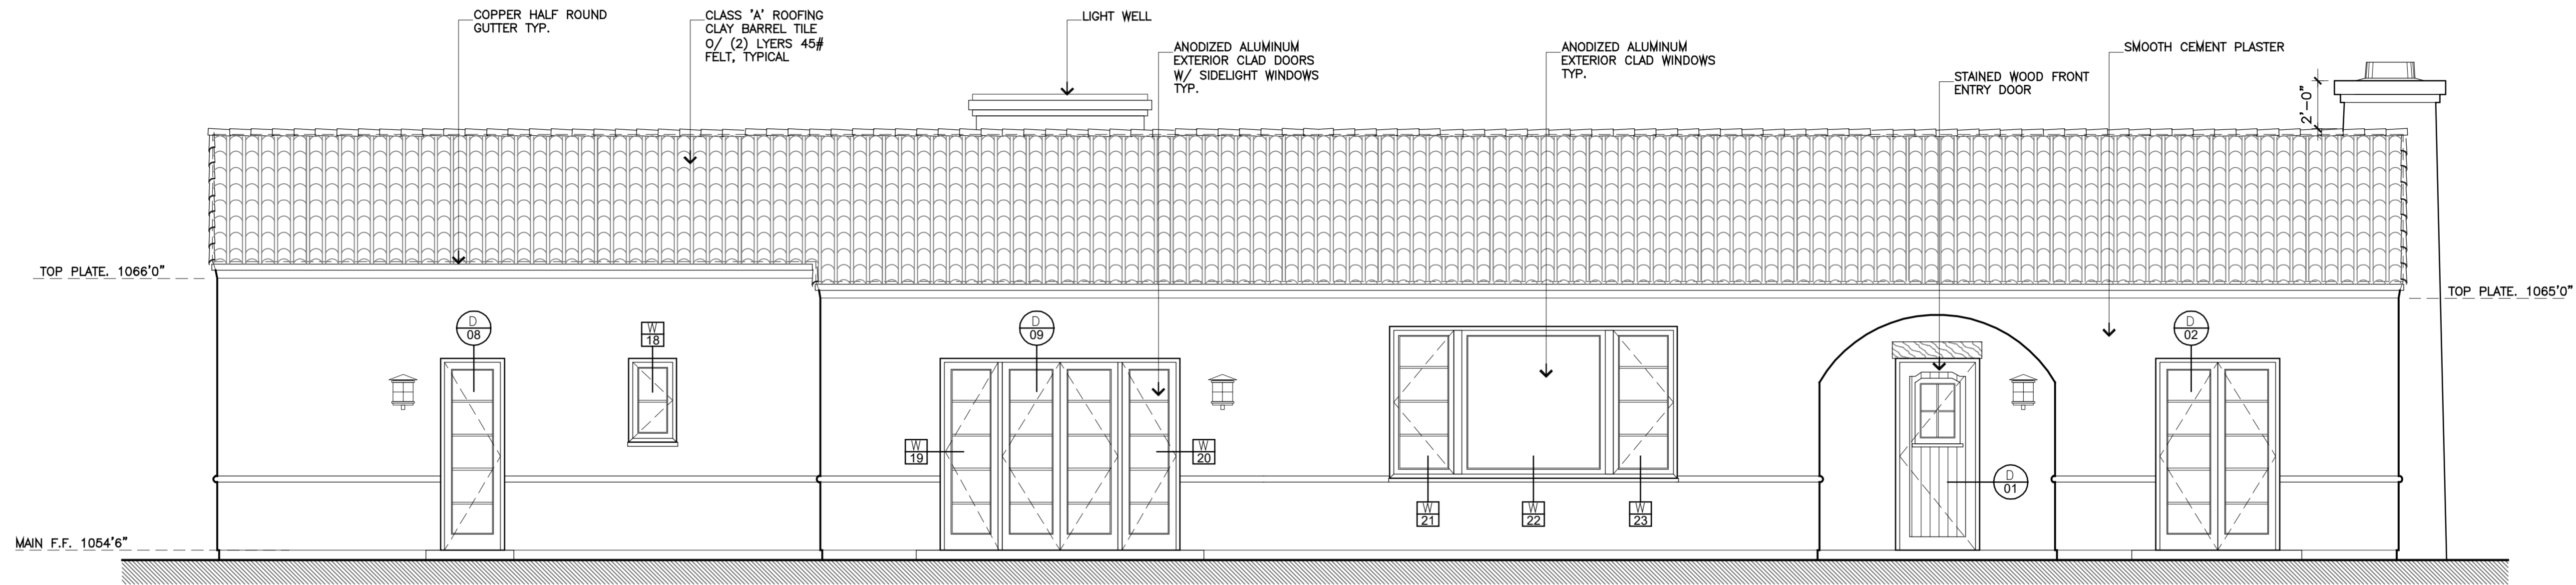 COPPER HALF ROUND
GUTTER TYP.
CLASS 'A' ROOFING
CLAY BARREL TILE
O/ (2) LYERS 45#
FELT, TYPICAL
LIGHT WELL
ANODIZED ALUMINUM
EXTERIOR CLAD DOORS
W/ SIDELIGHT WINDOWS
TYP.
ANODIZED ALUMINUM
EXTERIOR CLAD WINDOWS
TYP.
STAINED WOOD FRONT
ENTRY DOOR
SMOOTH CEMENT PLASTER
2'-0"
TOP PLATE. 1066'0"
TOP PLATE. 1065'0"
D
08
W
18
D
09
D
02
W
19
W
20
D
01
W
21
W
22
W
23
MAIN F.F. 1054'6"